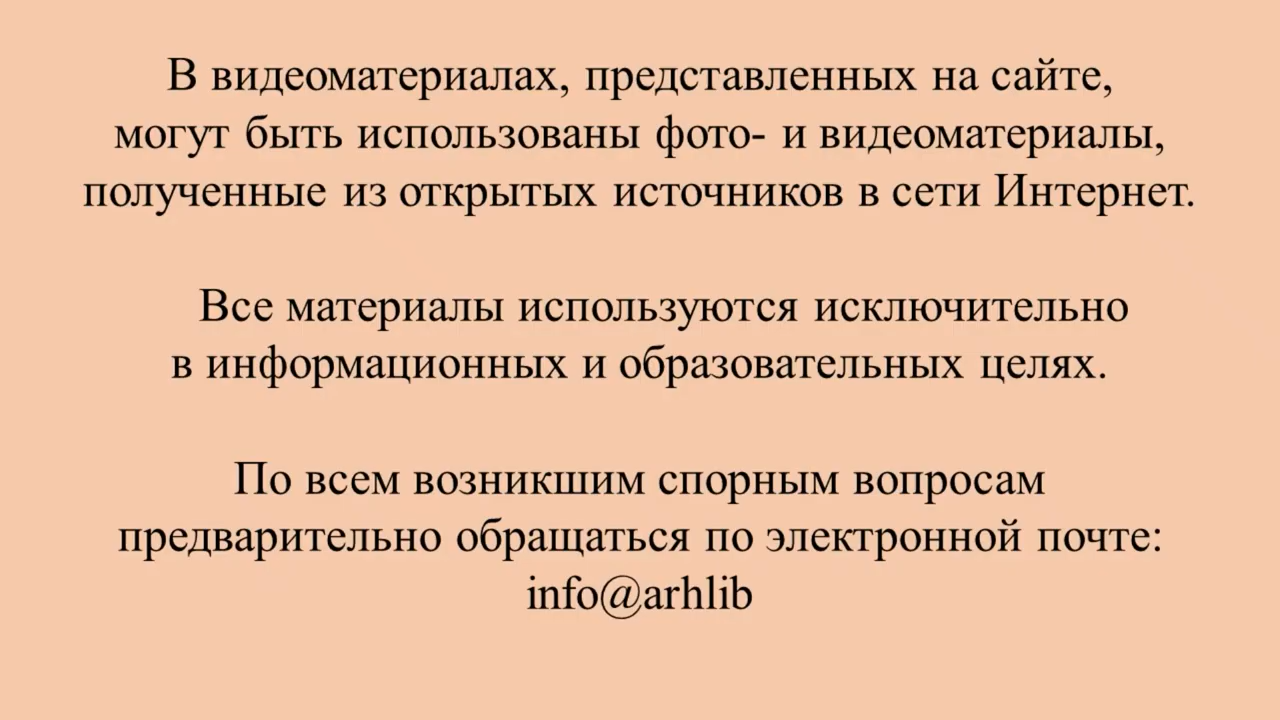 В видеоматериалах, представленных на сайте,
могут быть использованы фото- и видеоматериалы,
полученные из открытых источников в сети Интернет.
Все материалы используются исключительно
в информационных и образовательных целях.
По всем возникшим спорным вопросам
предварительно обращаться по электронной почте:
info@arhlib